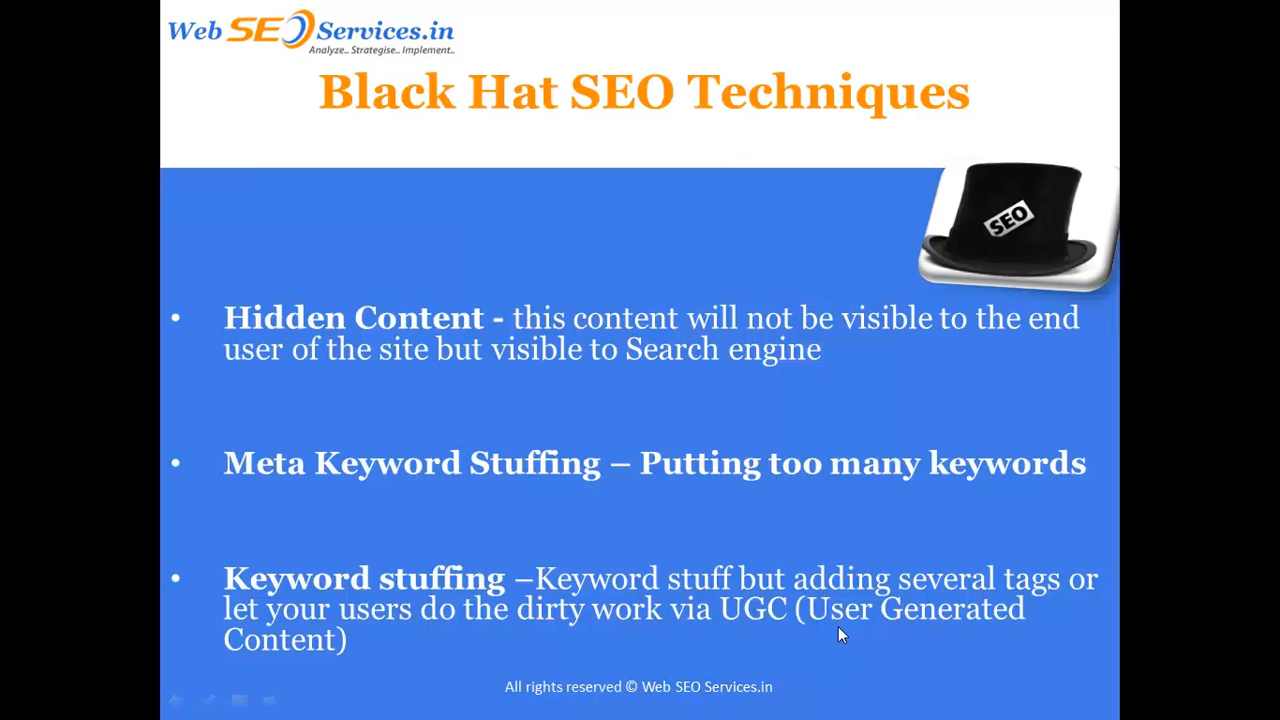 Web SEO Services.in
Analyze.. Strategise.. Implement..
Black Hat SEO Techniques
SEO
• Hidden Content - this content will not be visible to the end
user of the site but visible to Search engine
• Meta Keyword Stuffing – Putting too many keywords
• Keyword stuffing –Keyword stuff but adding several tags or
let your users do the dirty work via UGC (User Generated
Content)
All rights reserved © Web SEO Services.in